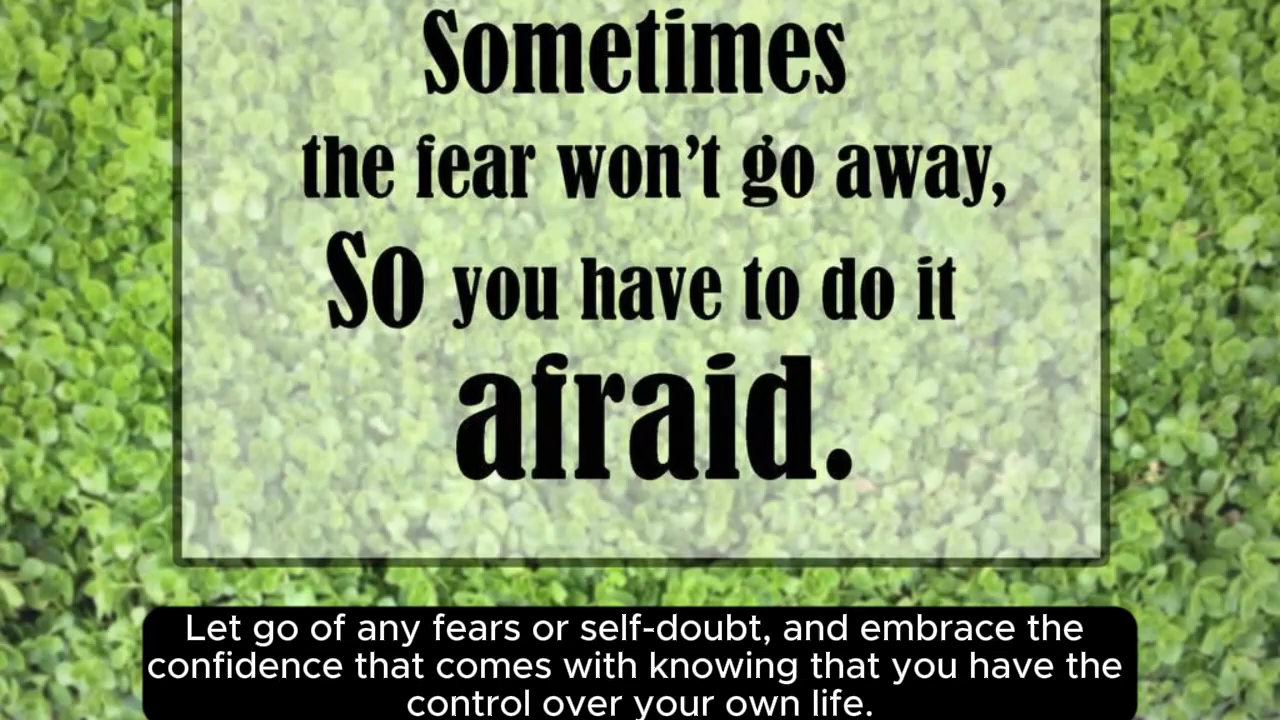 Sometimes
the fear won’t go away,
So you have to do it
afraid.
Let go of any fears or self-doubt, and embrace the
confidence that comes with knowing that you have the
control over your own life.